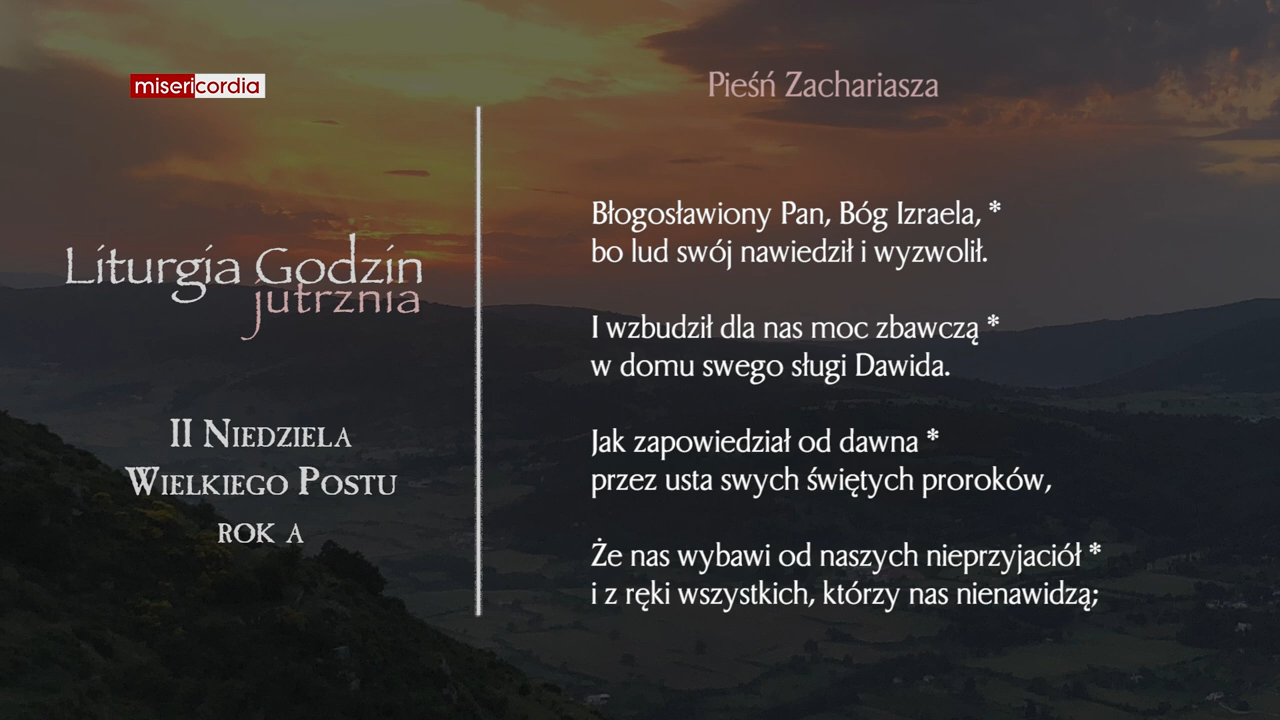 misericordia
Liturgia Godzin
jutrznia
II Niedziela
Wielkiego Postu
rok a
Pieśń Zachariasza
Błogosławiony Pan, Bóg Izraela, *
bo lud swój nawiedził i wyzwolił.
I wzbudził dla nas moc zbawczą *
w domu swego sługi Dawida.
Jak zapowiedział od dawna *
przez usta swych świętych proroków,
Że nas wybawi od naszych nieprzyjaciół *
i z ręki wszystkich, którzy nas nienawidzą;